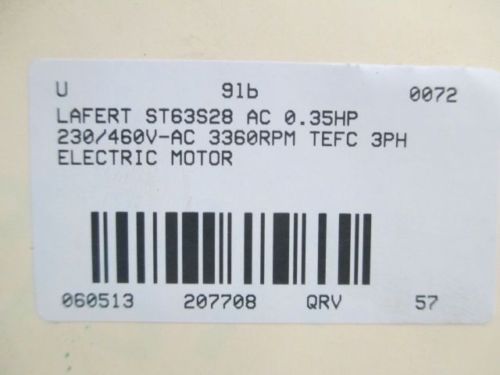 U 9lb 0072
LAFERT ST63S28 AC 0.35HP
230/460V-AC 3360RPM TEFC 3PH
ELECTRIC MOTOR
060513 207708 QRV 57